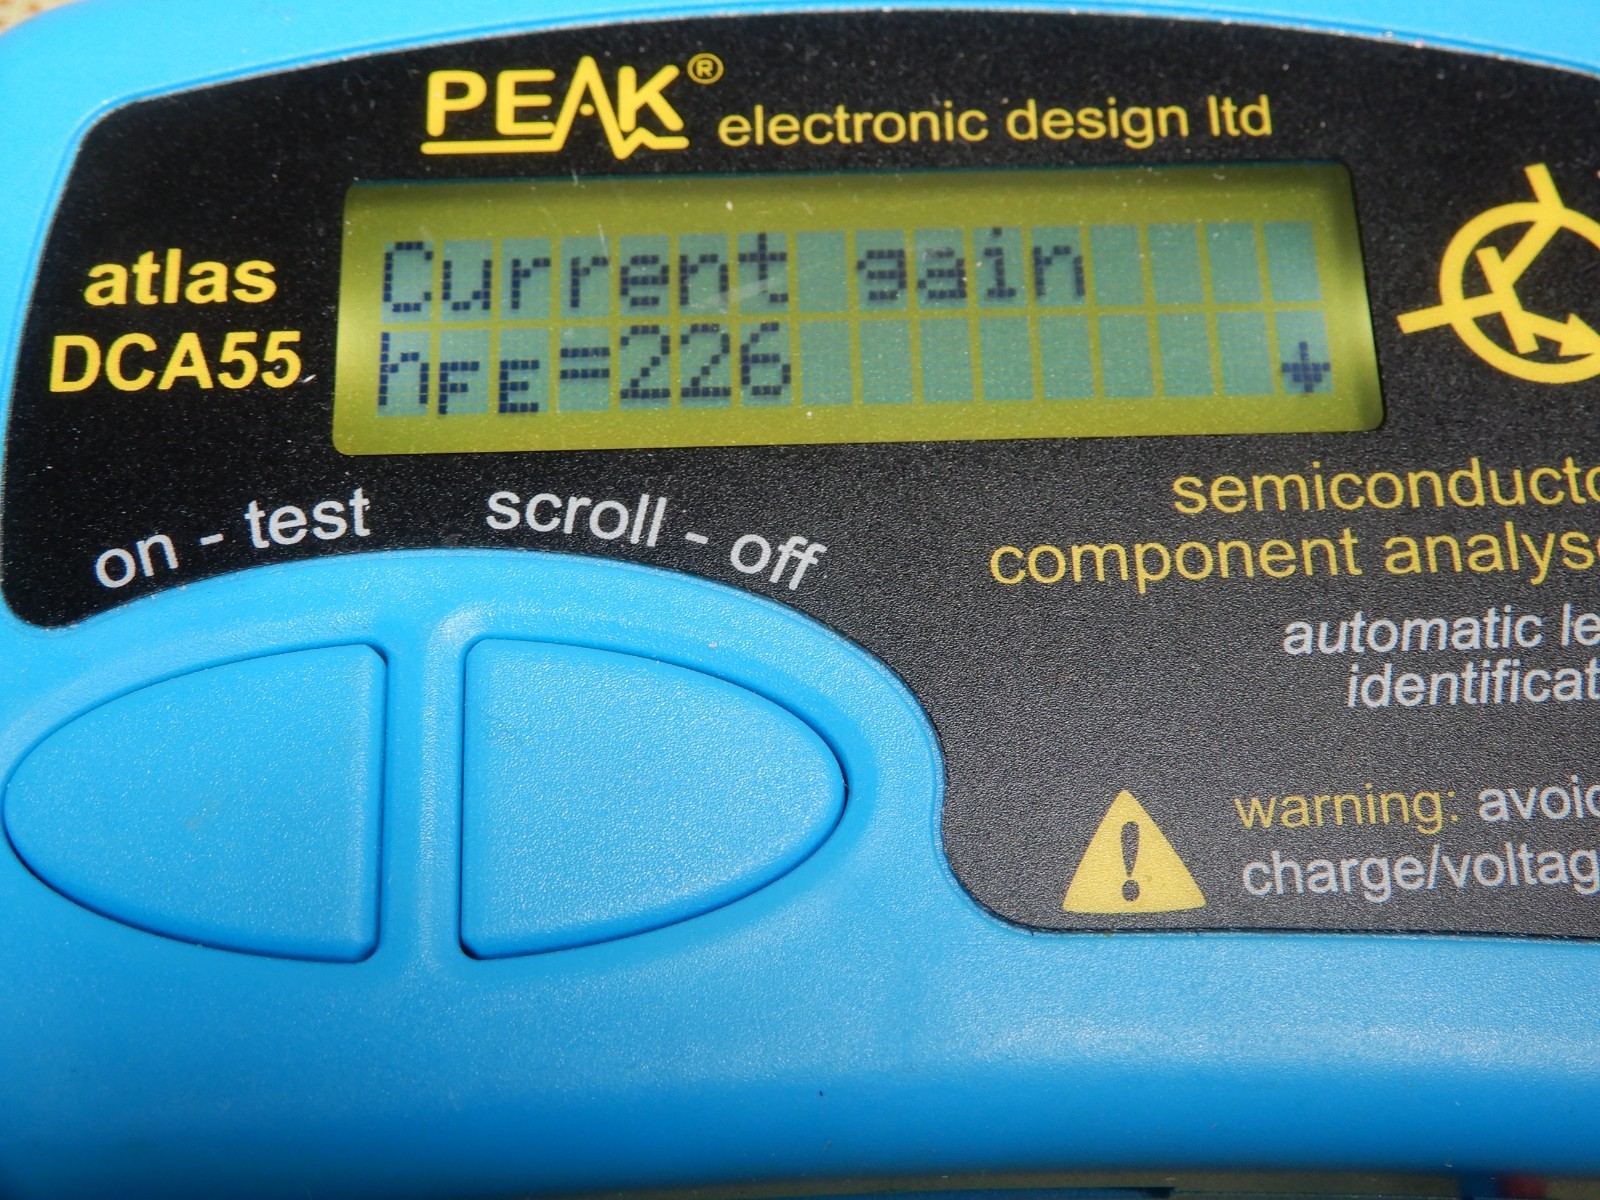 PEAK® electronic design ltd
atlas
DCA55
Current gain
hFE=226 ↓
on - test scroll - off
semiconducto
component analys
automatic le
identificat
warning: avoid
charge/voltag